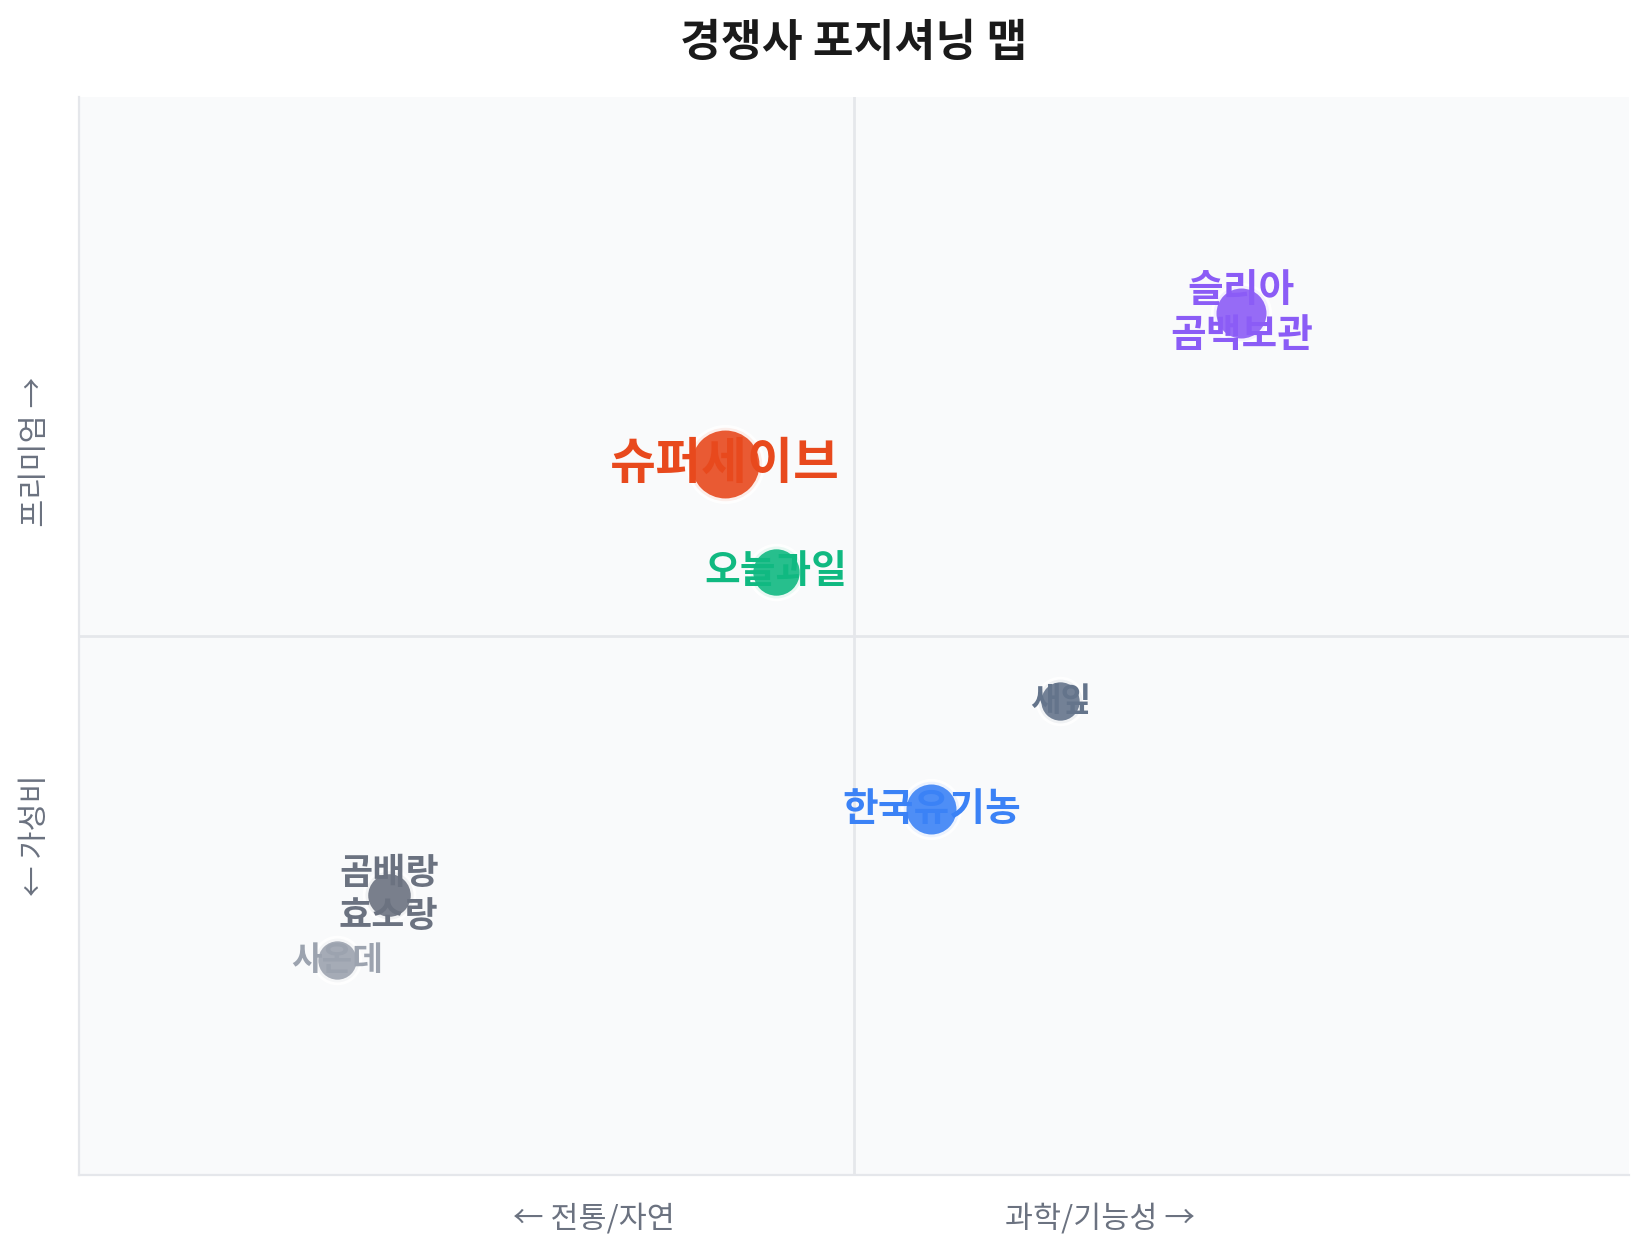 경쟁사 포지셔닝 맵
슬리아
곰백보관
프리미엄 →
슈퍼세이브
오늘과일
새잎
← 가성비
한국유기농
곰배랑
효소랑
사온데
← 전통/자연
과학/기능성 →